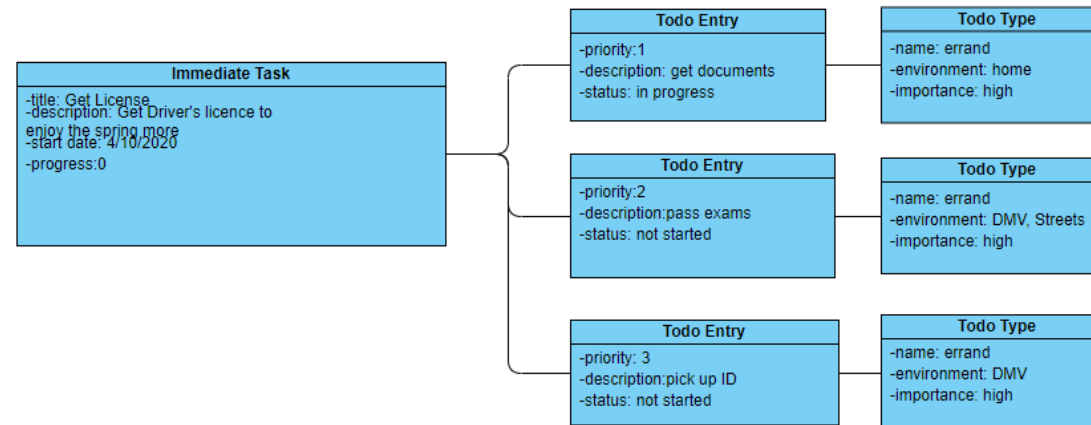 Immediate Task
-title: Get License
-description: Get Driver's licence to
enjoy the spring more
-start date: 4/10/2020
-progress:0
Todo Entry
-priority:1
-description: get documents
-status: in progress
Todo Type
-name: errand
-environment: home
-importance: high
Todo Entry
-priority:2
-description:pass exams
-status: not started
Todo Type
-name: errand
-environment: DMV, Streets
-importance: high
Todo Entry
-priority: 3
-description:pick up ID
-status: not started
Todo Type
-name: errand
-environment: DMV
-importance: high